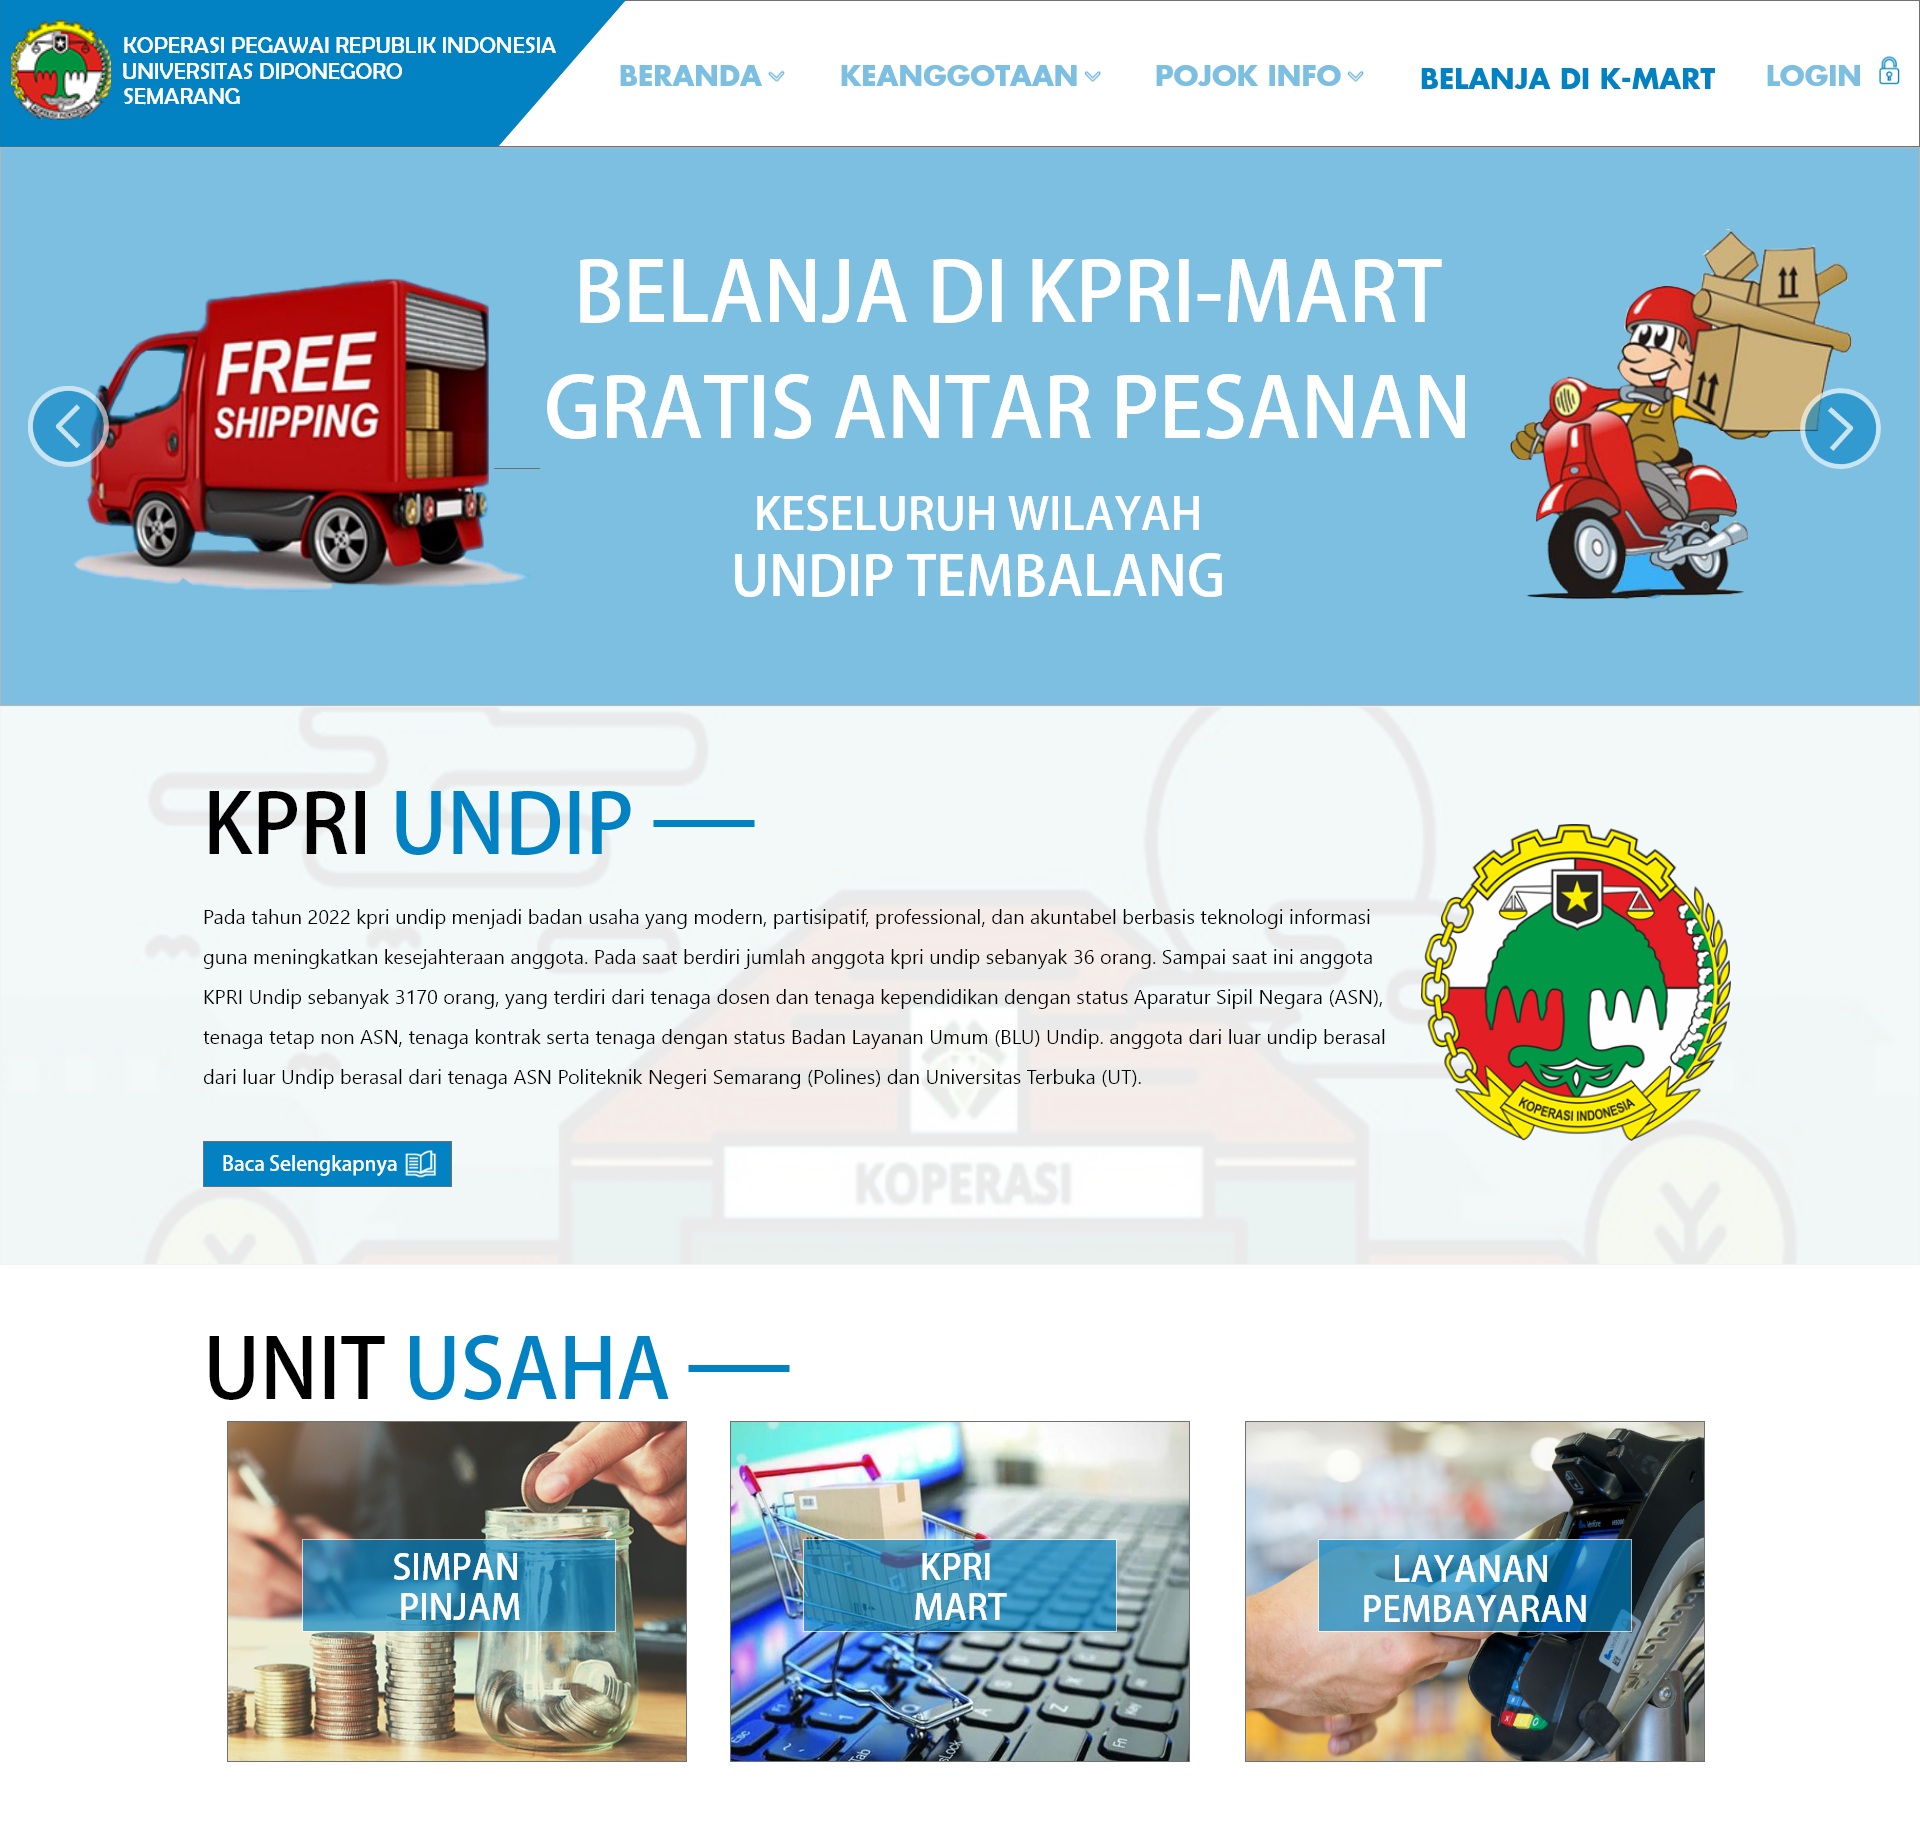 KOPERASI PEGAWAI REPUBLIK INDONESIA
UNIVERSITAS DIPONEGORO
SEMARANG
BERANDA
KEANGGOTAAN
POJOK INFO
BELANJA DI K-MART
LOGIN
FREE
SHIPPING
BELANJA DI KPRI-MART
GRATIS ANTAR PESANAN
KESELURUH WILAYAH
UNDIP TEMBALANG
KPRI UNDIP
Pada tahun 2022 kpri undip menjadi badan usaha yang modern, partisipatif, professional, dan akuntabel berbasis teknologi informasi
guna meningkatkan kesejahteraan anggota. Pada saat berdiri jumlah anggota kpri undip sebanyak 36 orang. Sampai saat ini anggota
KPRI Undip sebanyak 3170 orang, yang terdiri dari tenaga dosen dan tenaga kependidikan dengan status Aparatur Sipil Negara (ASN),
tenaga tetap non ASN, tenaga kontrak serta tenaga dengan status Badan Layanan Umum (BLU) Undip. anggota dari luar undip berasal
dari luar Undip berasal dari tenaga ASN Politeknik Negeri Semarang (Polines) dan Universitas Terbuka (UT).
KOPERASI INDONESIA
Baca Selengkapnya
KOPERASI
UNIT USAHA
SIMPAN
PINJAM
KPRI
MART
LAYANAN
PEMBAYARAN